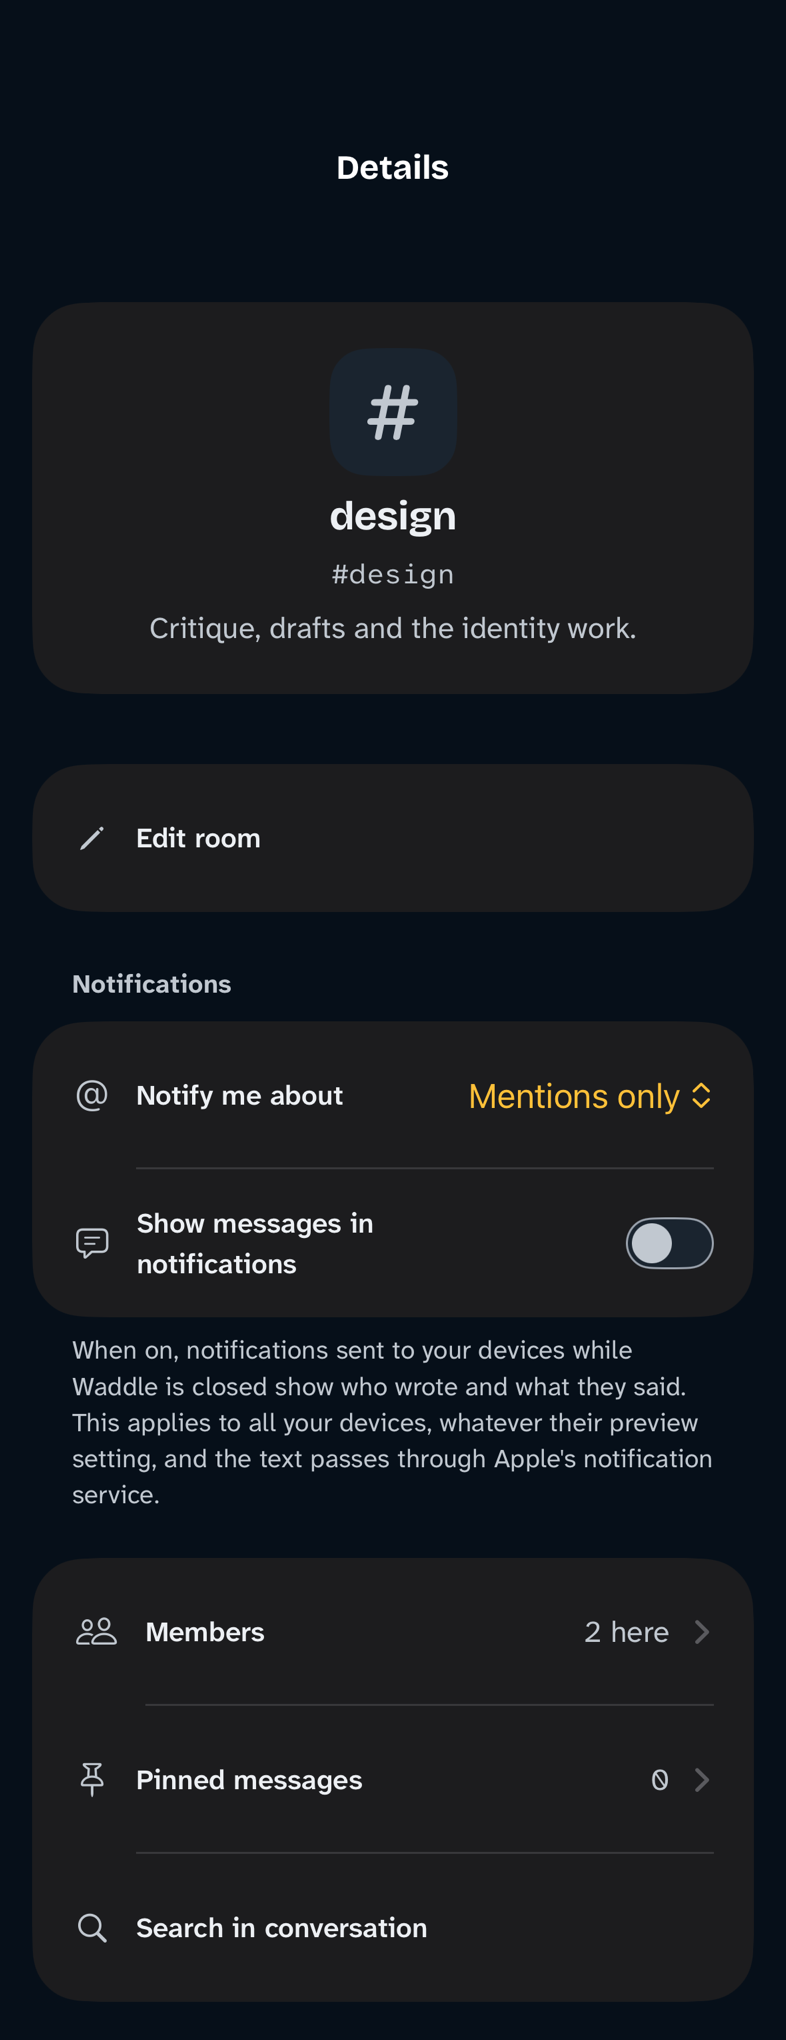 Details
#
design
#design
Critique, drafts and the identity work.
Edit room
Notifications
@ Notify me about Mentions only
Show messages in
notifications
When on, notifications sent to your devices while
Waddle is closed show who wrote and what they said.
This applies to all your devices, whatever their preview
setting, and the text passes through Apple's notification
service.
Members 2 here
Pinned messages 0
Search in conversation